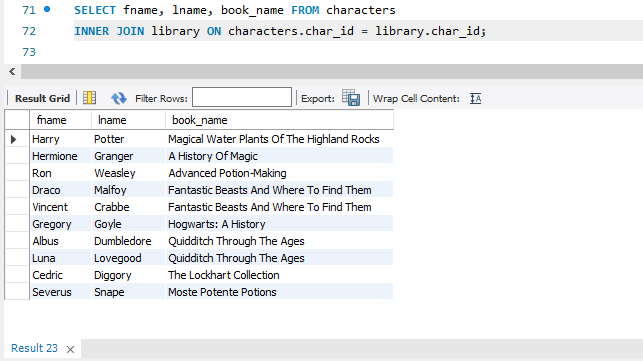 71 SELECT fname, lname, book_name FROM characters
72 INNER JOIN library ON characters.char_id = library.char_id;
73
Result Grid Filter Rows: Export: Wrap Cell Content: IA
fname lname book_name
Harry Potter Magical Water Plants Of The Highland Rocks
Hermione Granger A History Of Magic
Ron Weasley Advanced Potion-Making
Draco Malfoy Fantastic Beasts And Where To Find Them
Vincent Crabbe Fantastic Beasts And Where To Find Them
Gregory Goyle Hogwarts: A History
Albus Dumbledore Quidditch Through The Ages
Luna Lovegood Quidditch Through The Ages
Cedric Diggory The Lockhart Collection
Severus Snape Moste Potente Potions
Result 23